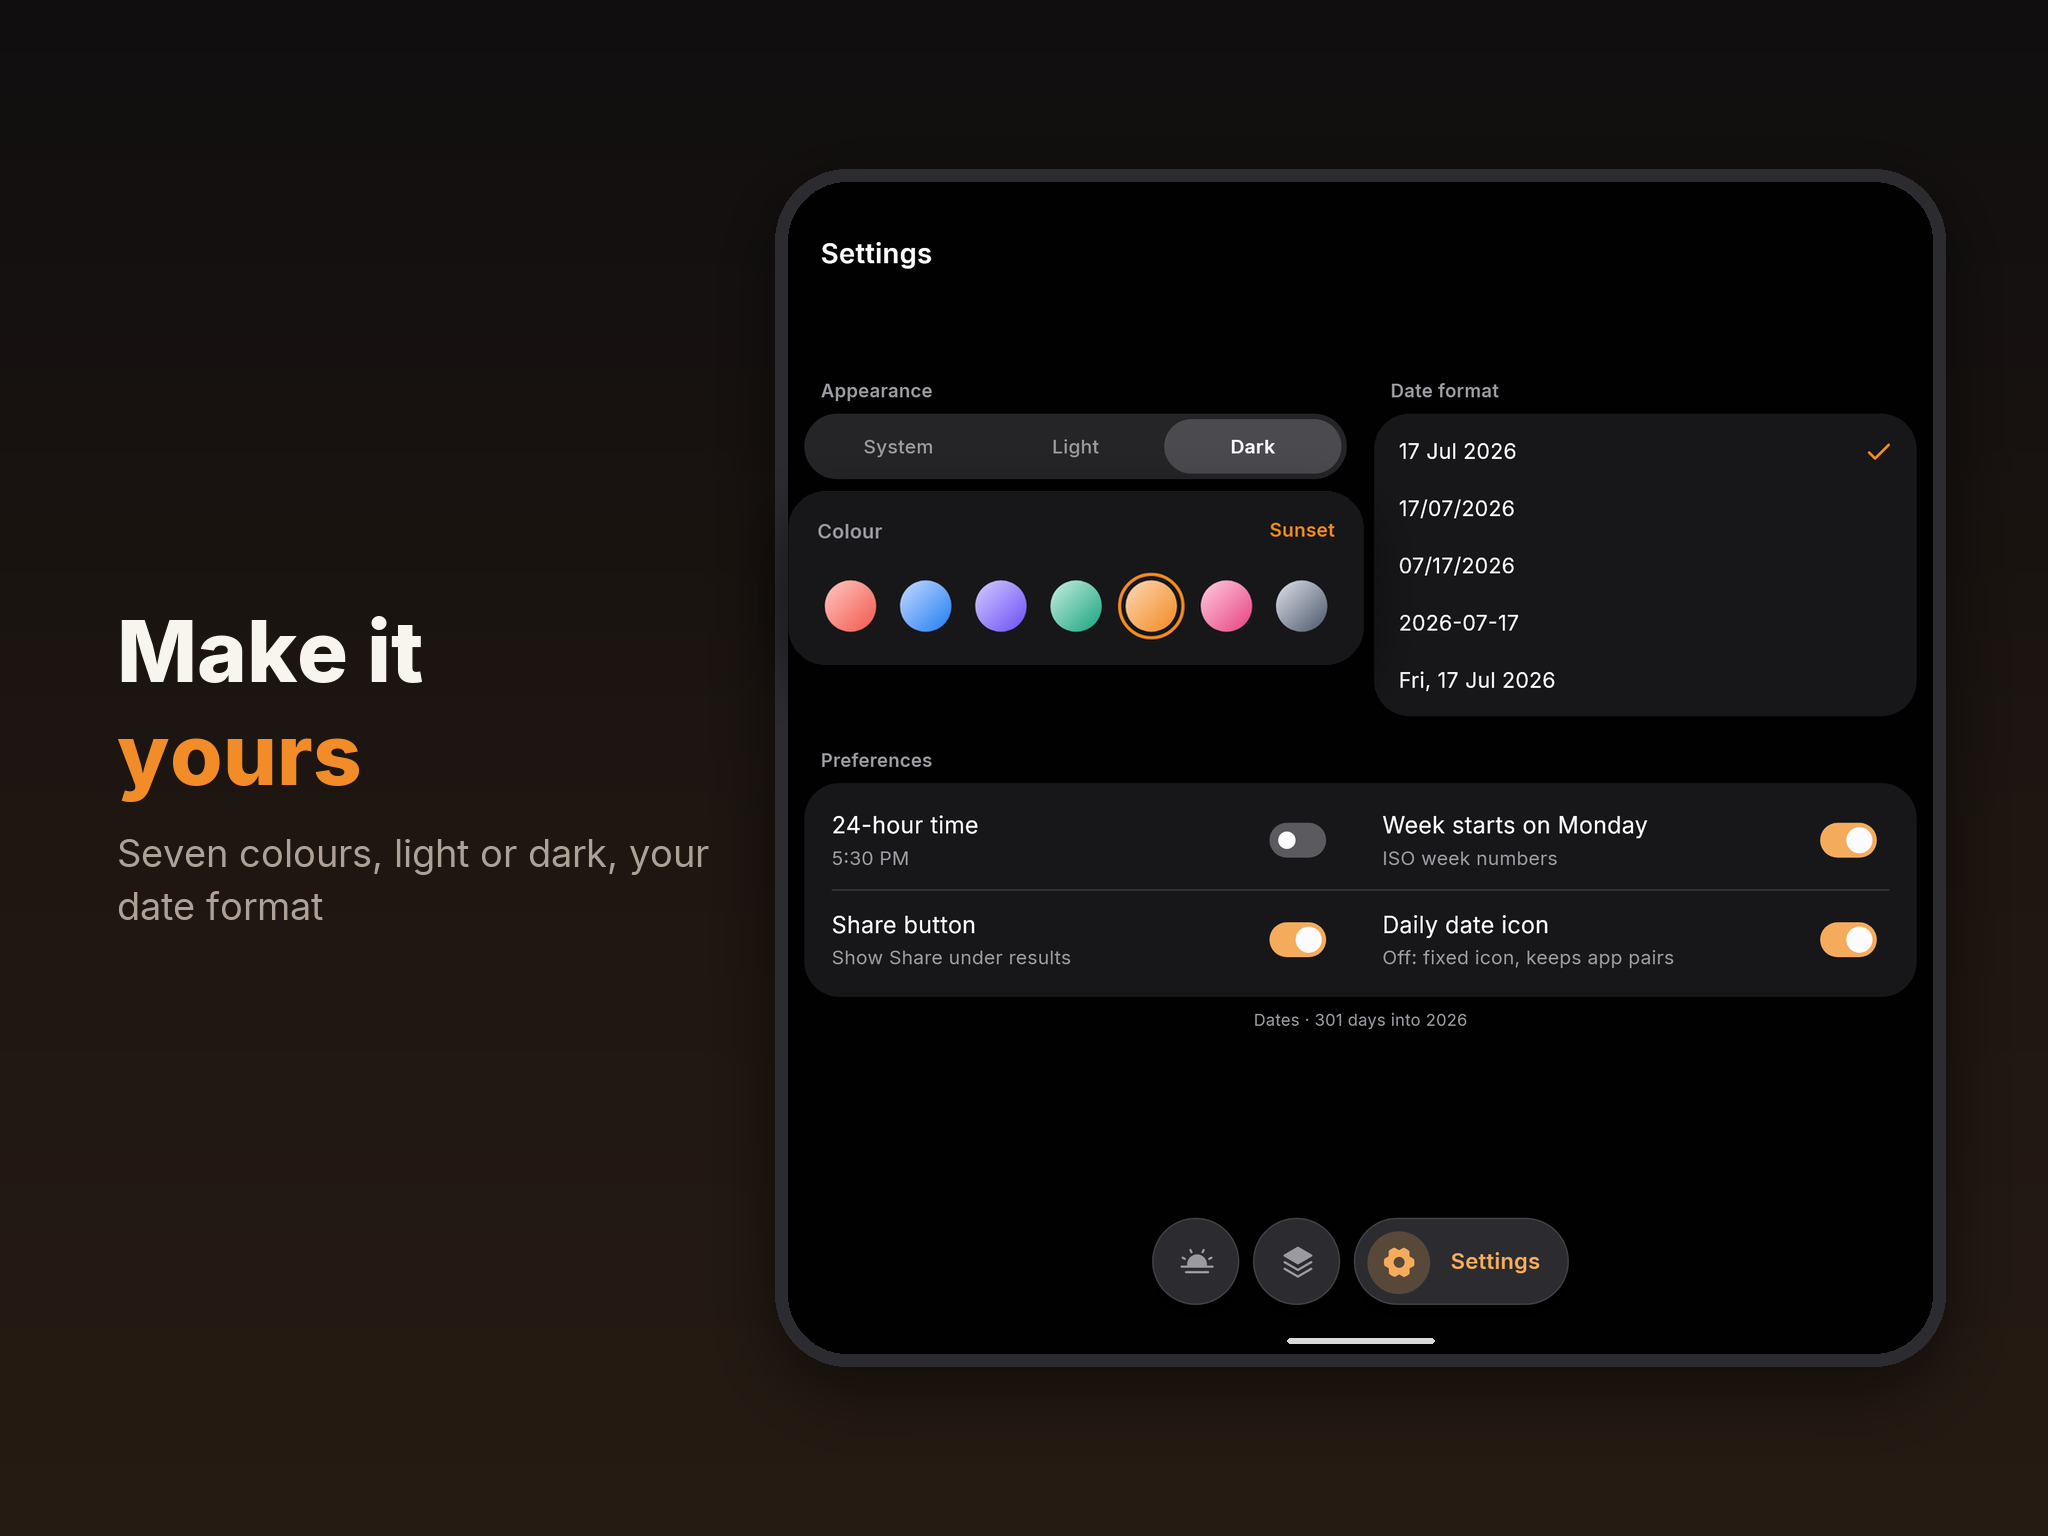 Make it
yours
Seven colours, light or dark, your
date format
Settings
Appearance
System Light Dark
Colour Sunset
Date format
17 Jul 2026
17/07/2026
07/17/2026
2026-07-17
Fri, 17 Jul 2026
Preferences
24-hour time
5:30 PM
Week starts on Monday
ISO week numbers
Share button
Show Share under results
Daily date icon
Off: fixed icon, keeps app pairs
Dates · 301 days into 2026
Settings